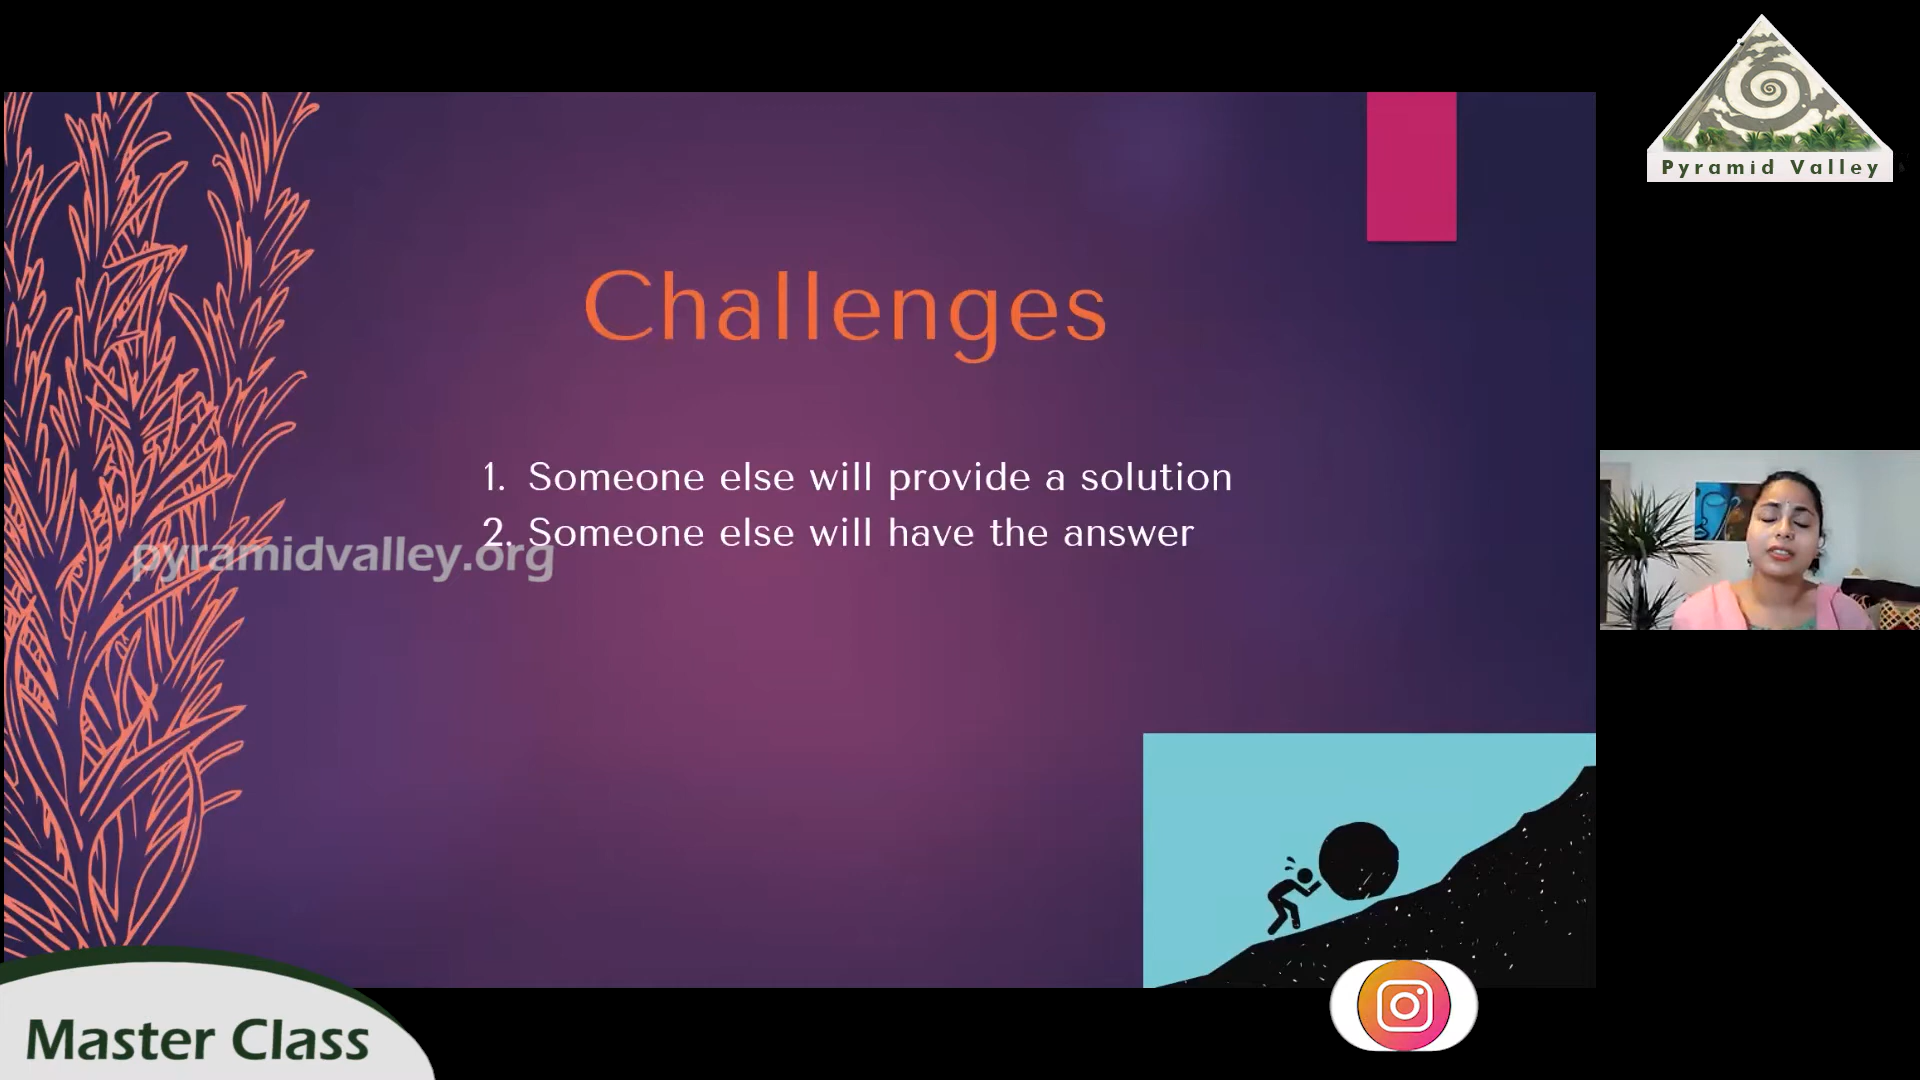 Pyramid Valley
Challenges
1. Someone else will provide a solution
2. Someone else will have the answer
pyramidvalley.org
Master Class